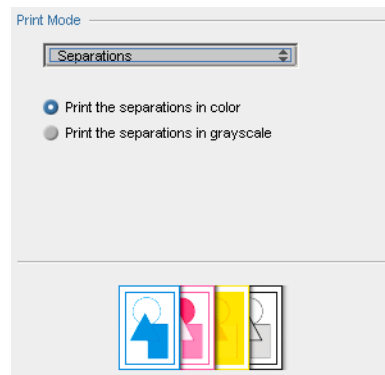 Print Mode
Separations
Print the separations in color
Print the separations in grayscale